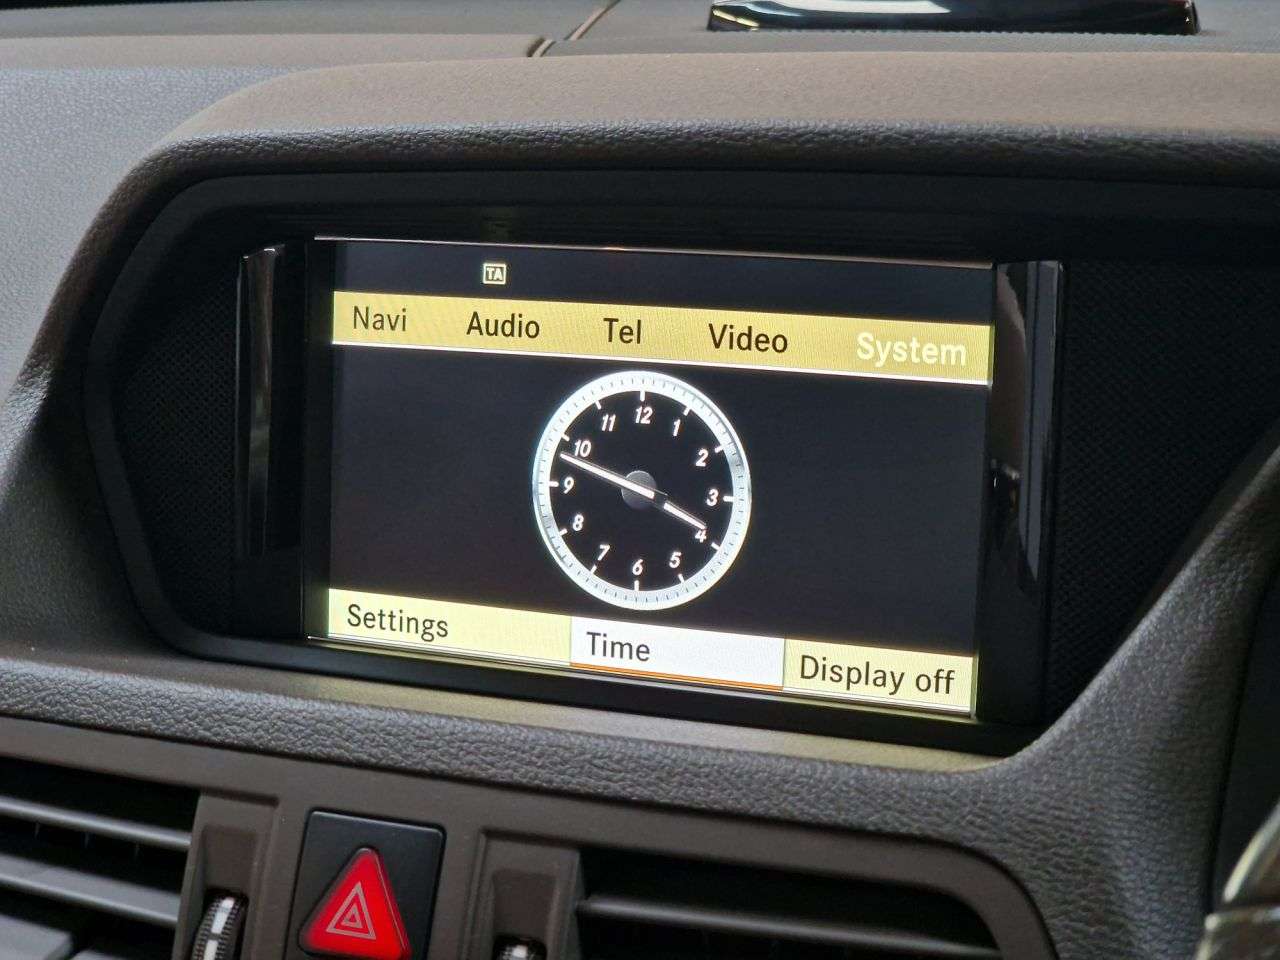 TA
Navi Audio Tel Video System
12
11 1
10 2
9 3
8 4
7 5
6
Settings Time Display off